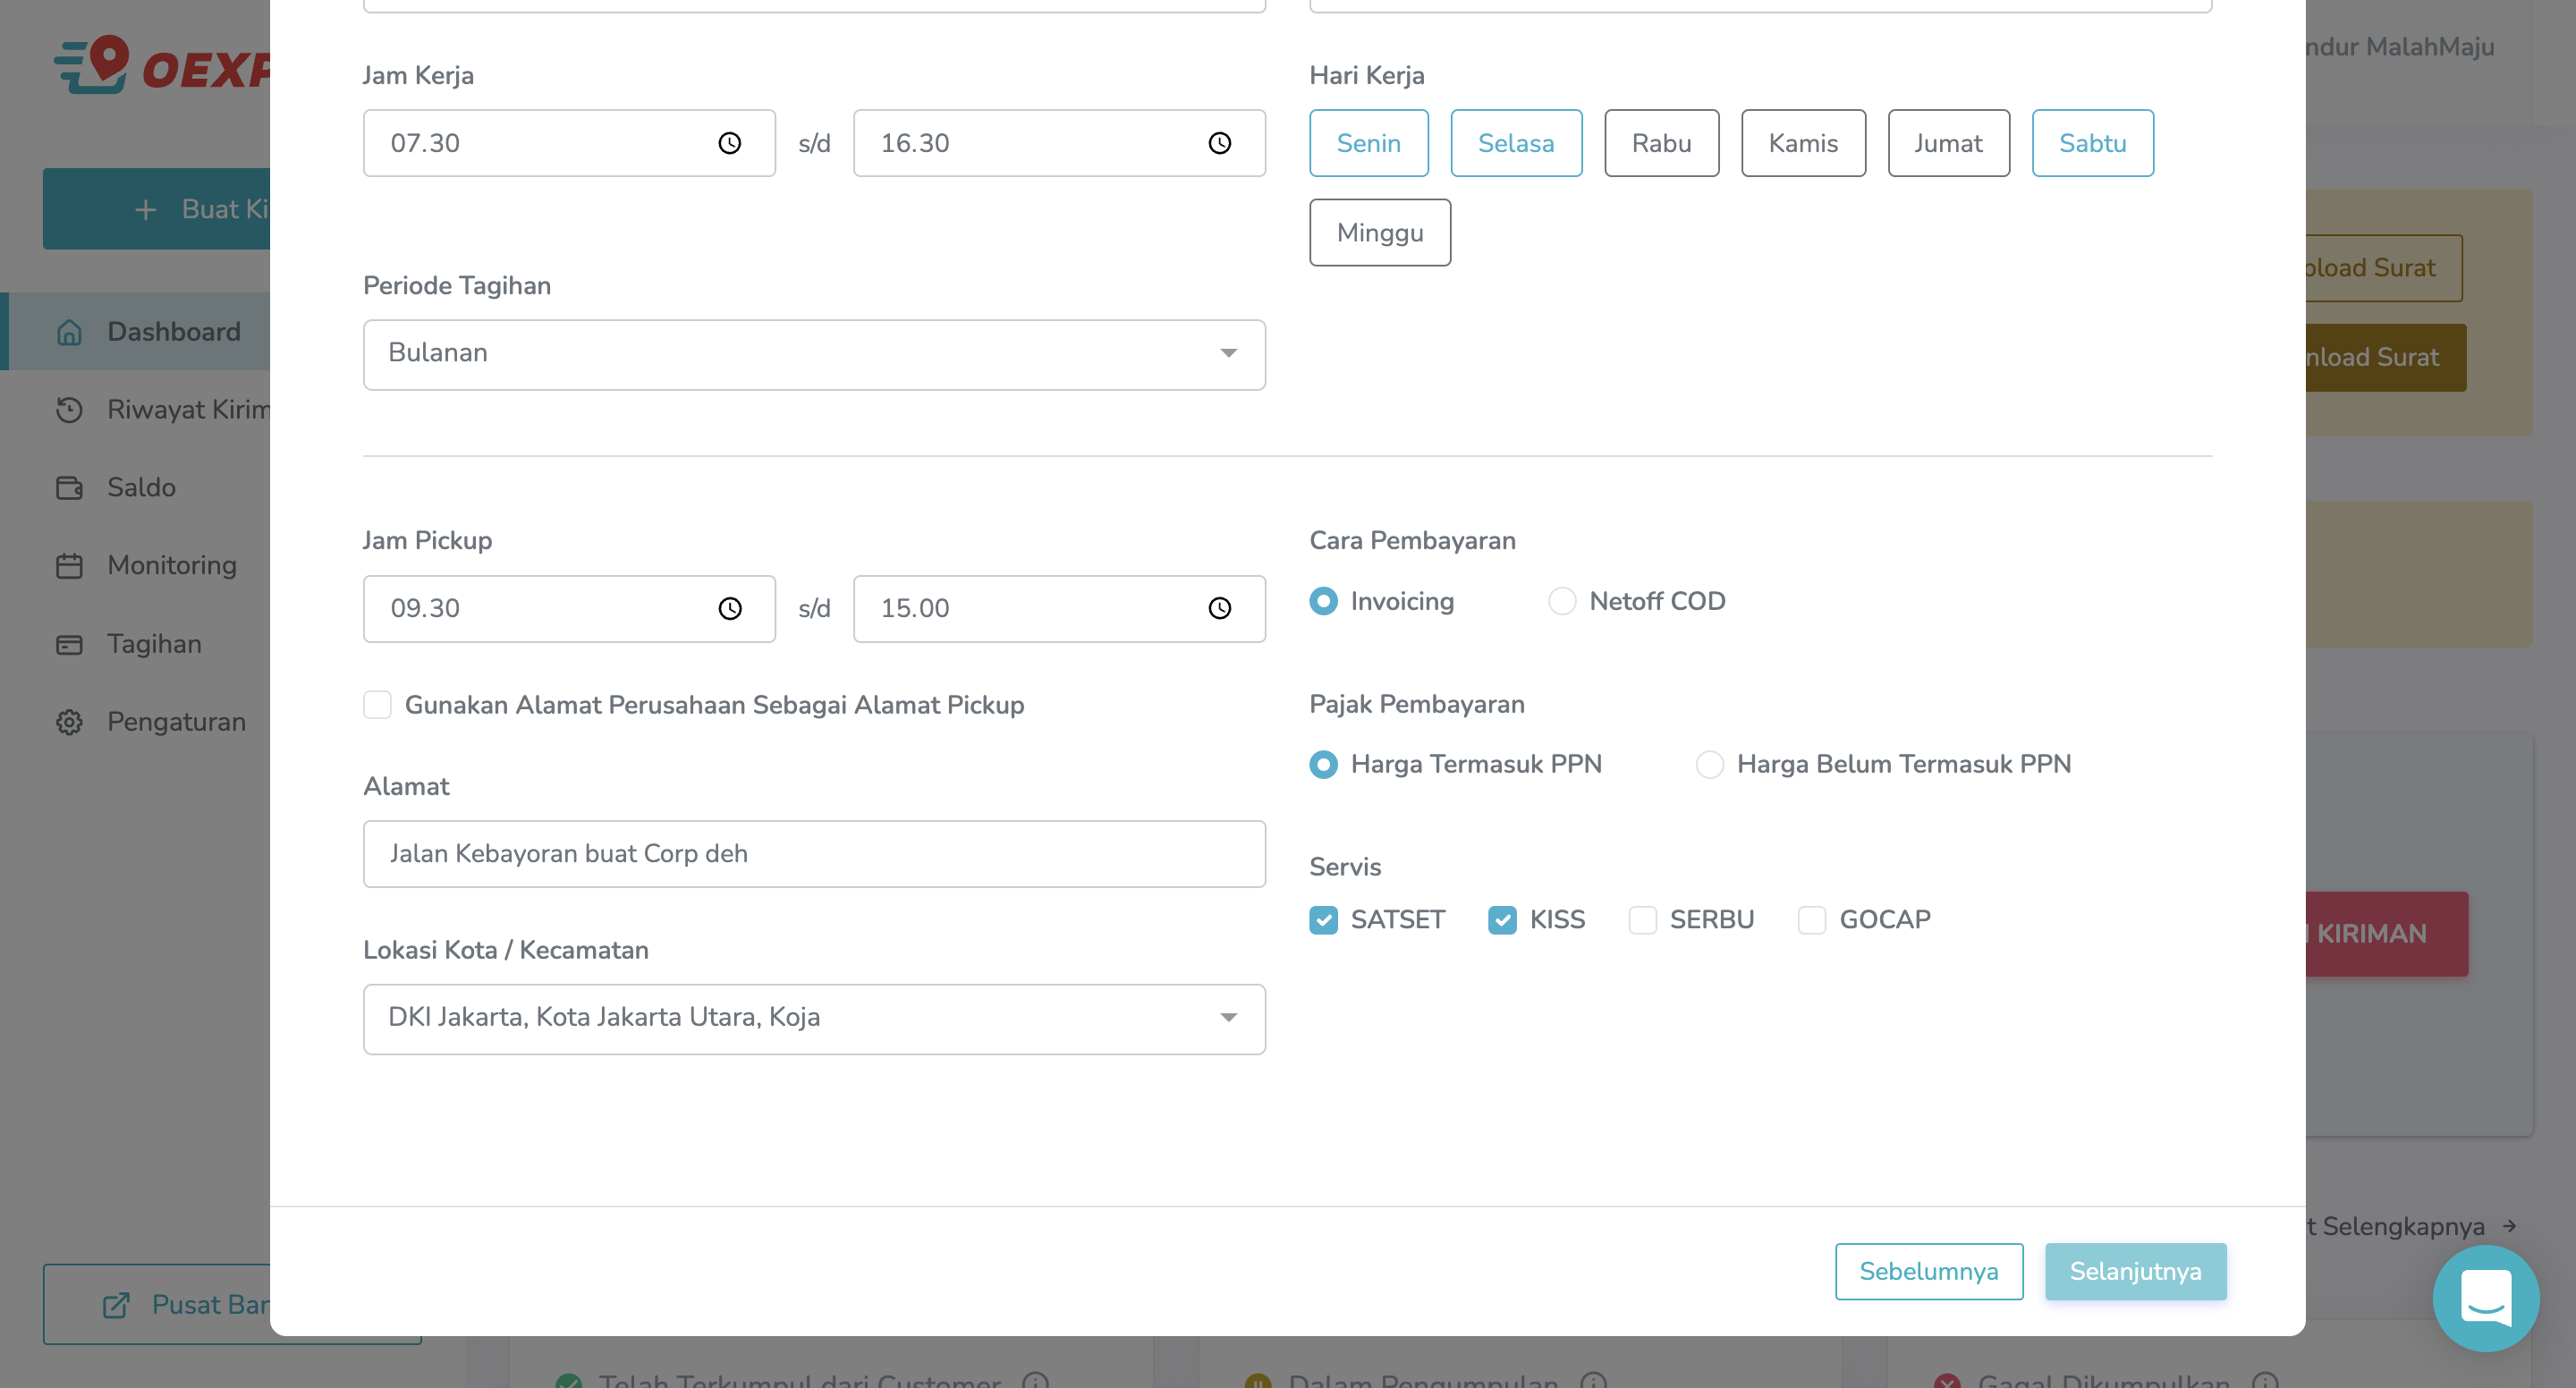 OEXP
ndur MalahMaju
Jam Kerja
Hari Kerja
07.30 s/d 16.30
Senin Selasa Rabu Kamis Jumat Sabtu
Minggu
Buat Ki
Periode Tagihan
Bulanan
Dashboard
Riwayat Kirim
Saldo
Monitoring
Tagihan
Pengaturan
pload Surat
nload Surat
Jam Pickup
Cara Pembayaran
09.30 s/d 15.00
Invoicing Netoff COD
Gunakan Alamat Perusahaan Sebagai Alamat Pickup
Pajak Pembayaran
Harga Termasuk PPN Harga Belum Termasuk PPN
Alamat
Jalan Kebayoran buat Corp deh
Servis
SATSET KISS SERBU GOCAP
Lokasi Kota / Kecamatan
DKI Jakarta, Kota Jakarta Utara, Koja
KIRIMAN
t Selengkapnya
Sebelumnya Selanjutnya
Pusat Ban
Telah Terkumpul dari Customer
Dalam Pengumpulan
Gagal Dikumpulkan